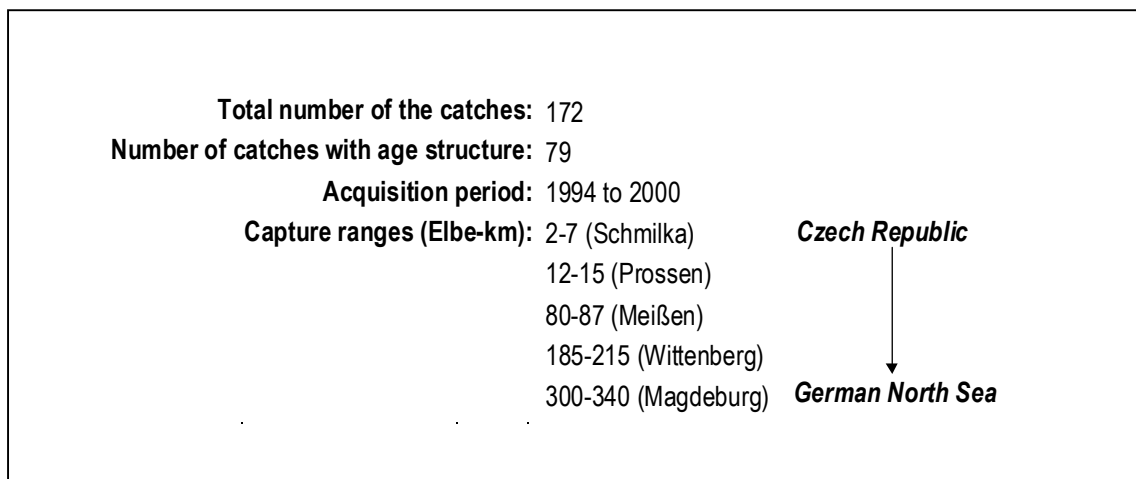 Total number of the catches: 172
Number of catches with age structure: 79
Acquisition period: 1994 to 2000
Capture ranges (Elbe-km): 2-7 (Schmilka) Czech Republic
12-15 (Prossen)
80-87 (Meißen)
185-215 (Wittenberg)
300-340 (Magdeburg) German North Sea